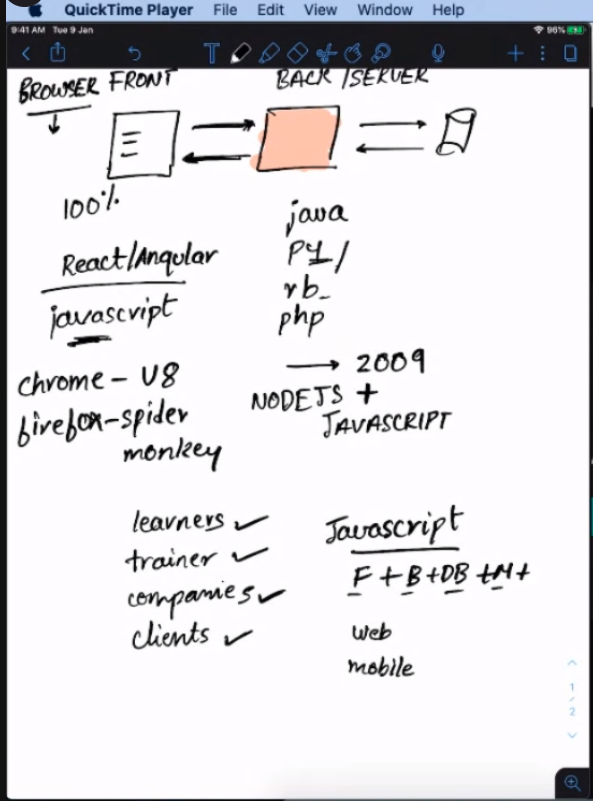 QuickTime Player File Edit View Window Help
9:41 AM Tue 9 Jan 96%
BROWSER FRONT BACK/SERVER
100%
java
React/Angular
PY/
rb
javascript
php
→ 2009
chrome - V8
NODEJS +
firefox-spider
JAVASCRIPT
monkey
learners ✓
Javascript
trainer ✓
F + B + DB + M +
companies ✓
clients ✓
web
mobile
1
2